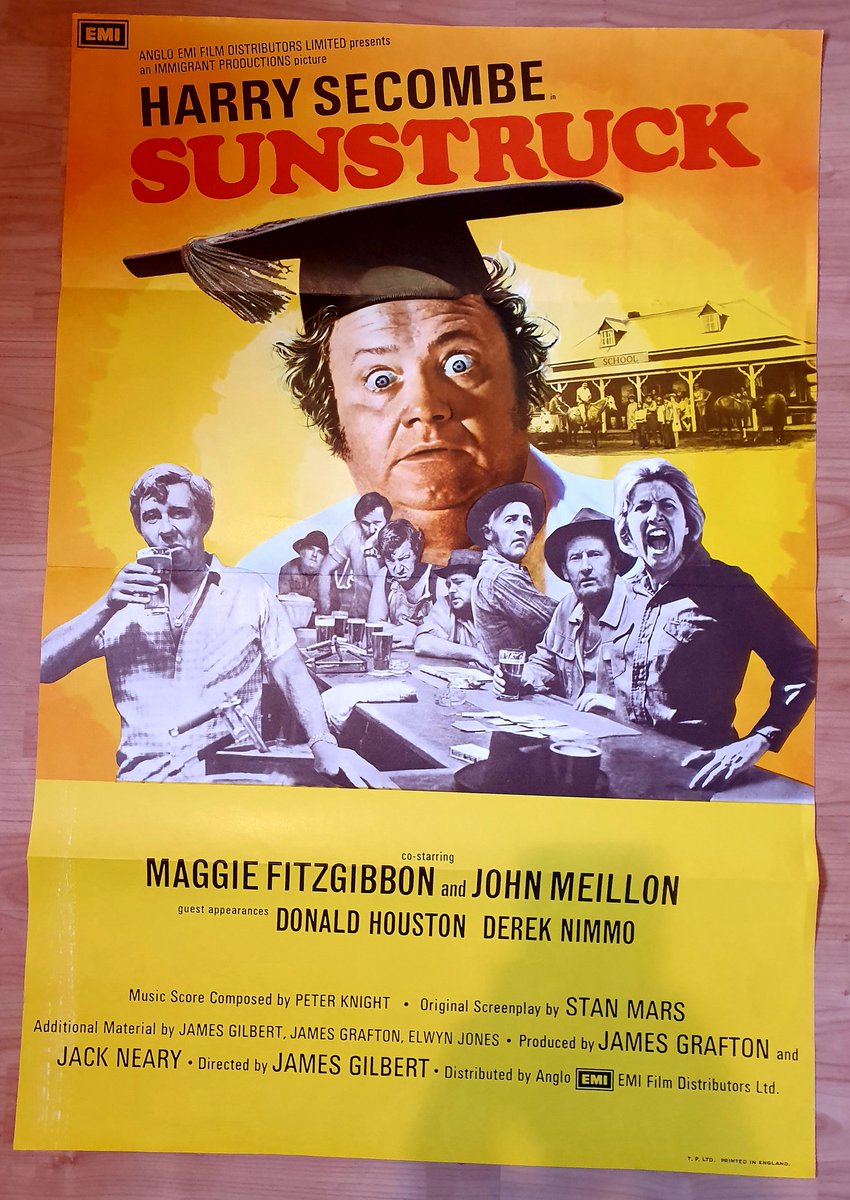 EMI
ANGLO EMI FILM DISTRIBUTORS LIMITED presents
an IMMIGRANT PRODUCTIONS picture
HARRY SECOMBE in
SUNSTRUCK
SCHOOL
co-starring
MAGGIE FITZGIBBON and JOHN MEILLON
guest appearances DONALD HOUSTON DEREK NIMMO
Music Score Composed by PETER KNIGHT • Original Screenplay by STAN MARS
Additional Material by JAMES GILBERT, JAMES GRAFTON, ELWYN JONES • Produced by JAMES GRAFTON and
JACK NEARY • Directed by JAMES GILBERT • Distributed by Anglo EMI EMI Film Distributors Ltd.
T. P. LTD. PRINTED IN ENGLAND.